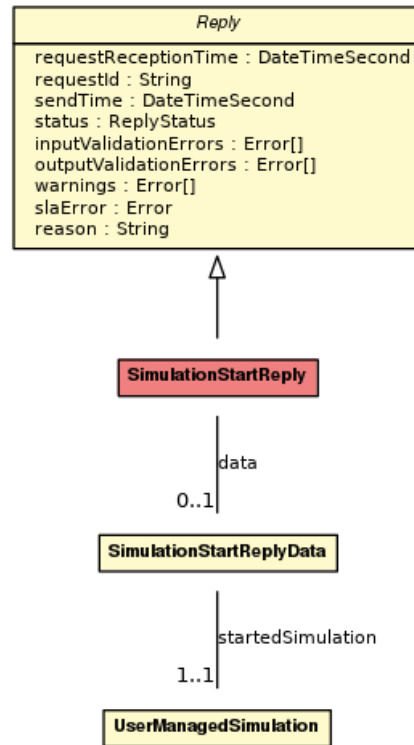 Reply
requestReceptionTime : DateTimeSecond
requestId : String
sendTime : DateTimeSecond
status : ReplyStatus
inputValidationErrors : Error[]
outputValidationErrors : Error[]
warnings : Error[]
slaError : Error
reason : String
SimulationStartReply
data
0..1
SimulationStartReplyData
startedSimulation
1..1
UserManagedSimulation